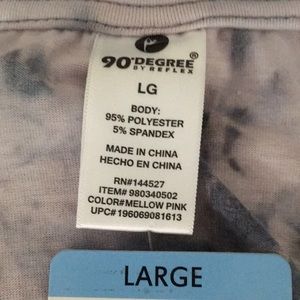 90°DEGREE®
BY REFLEX
LG
BODY:
95% POLYESTER
5% SPANDEX
MADE IN CHINA
HECHO EN CHINA
RN#144527
ITEM# 980340502
COLOR#MELLOW PINK
UPC#196069081613
LARGE